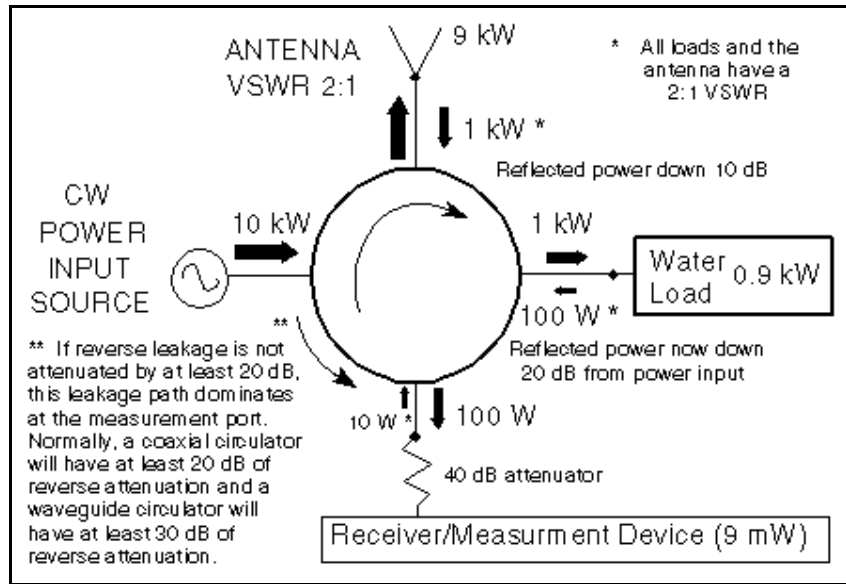 ANTENNA
VSWR 2:1
9 kW
* All loads and the
antenna have a
2:1 VSWR
1 kW *
Reflected power down 10 dB
CW
POWER
INPUT
SOURCE
10 kW
1 kW
Water
Load
0.9 kW
100 W *
Reflected power now down
20 dB from power input
**
** If reverse leakage is not
attenuated by at least 20 dB,
this leakage path dominates
at the measurement port.
Normally, a coaxial circulator
will have at least 20 dB of
reverse attenuation and a
waveguide circulator will
have at least 30 dB of
reverse attenuation.
10 W *
100 W
40 dB attenuator
Receiver/Measurment Device (9 mW)